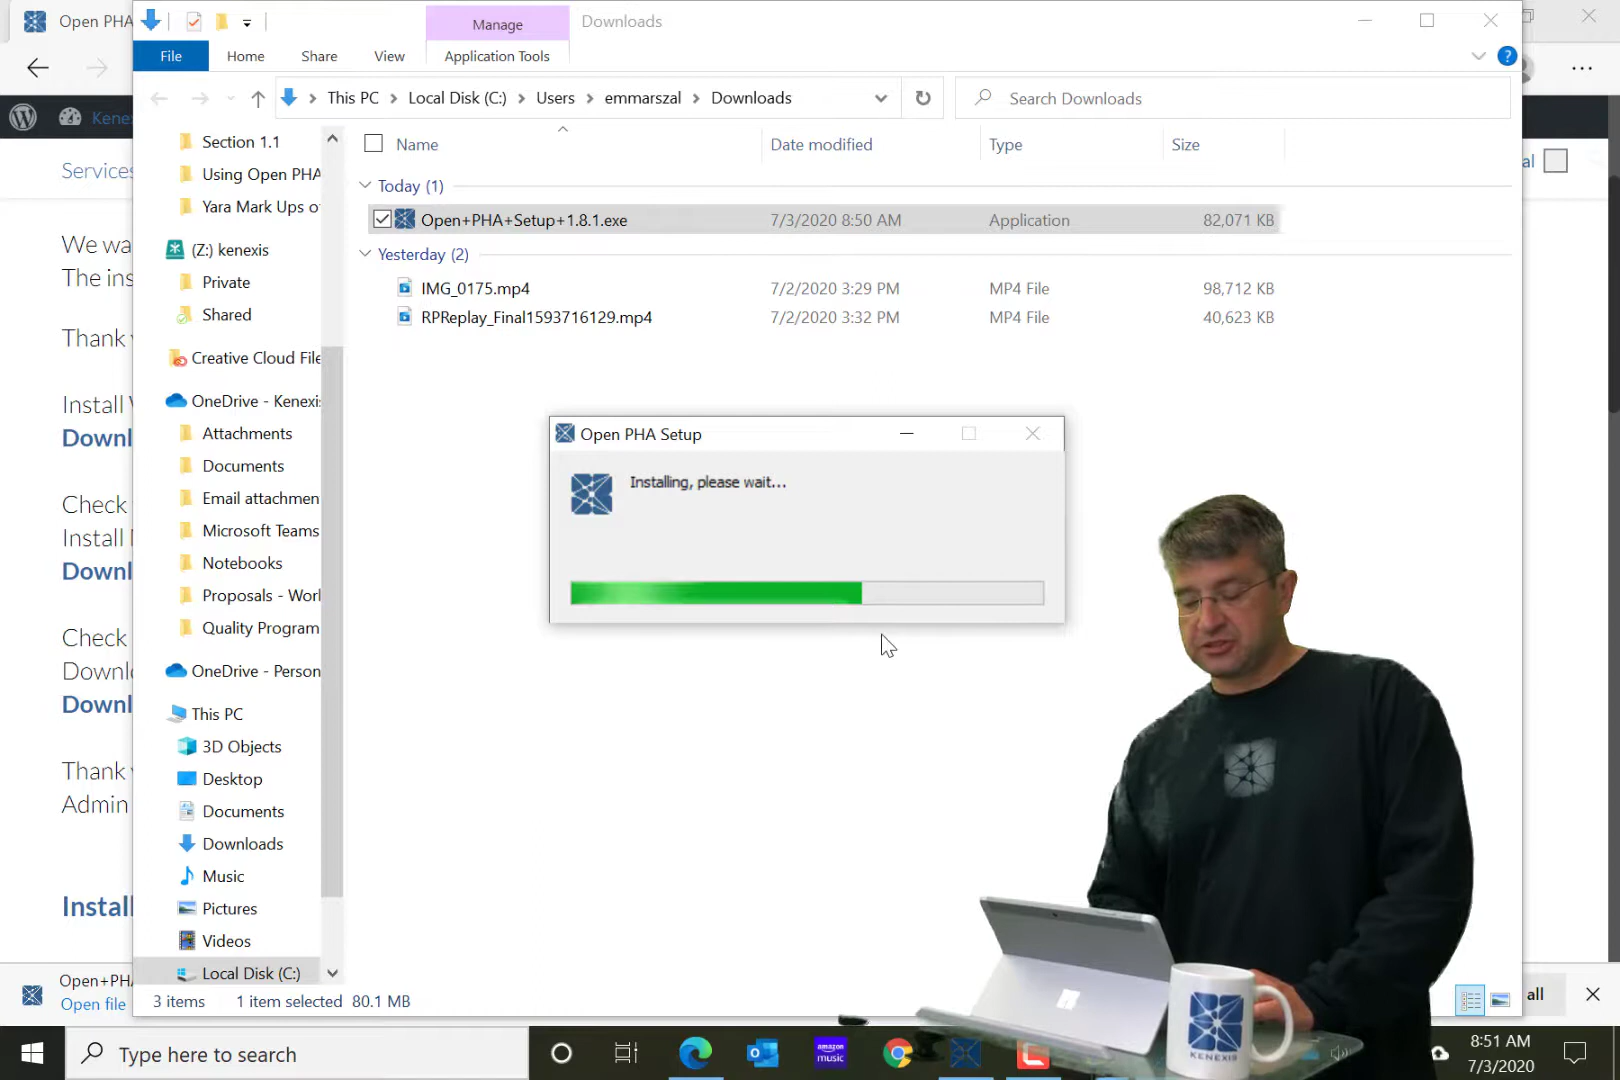 Open PHA
Manage
Downloads
File
Home
Share
View
Application Tools
This PC
Local Disk (C:)
Users
emmarszal
Downloads
Search Downloads
Section 1.1
Using Open PHA
Yara Mark Ups
(Z:) kenexis
Private
Shared
Creative Cloud File
OneDrive - Kenexis
Attachments
Documents
Email attachmen
Microsoft Teams
Notebooks
Proposals - Worl
Quality Program
OneDrive - Person
This PC
3D Objects
Desktop
Documents
Downloads
Music
Pictures
Videos
Local Disk (C:)
Name
Date modified
Type
Size
Today (1)
Open+PHA+Setup+1.8.1.exe
7/3/2020 8:50 AM
Application
82,071 KB
Yesterday (2)
IMG_0175.mp4
7/2/2020 3:29 PM
MP4 File
98,712 KB
RPReplay_Final1593716129.mp4
7/2/2020 3:32 PM
MP4 File
40,623 KB
Open PHA Setup
Installing, please wait...
3 items
1 item selected 80.1 MB
Services
We wa
The ins
Thank
Install
Downl
Check
Install
Downl
Check
Downlo
Downl
Thank
Admin
Install
Open+PHA
Open file
all
KENEXIS
Type here to search
amazon
music
8:51 AM
7/3/2020